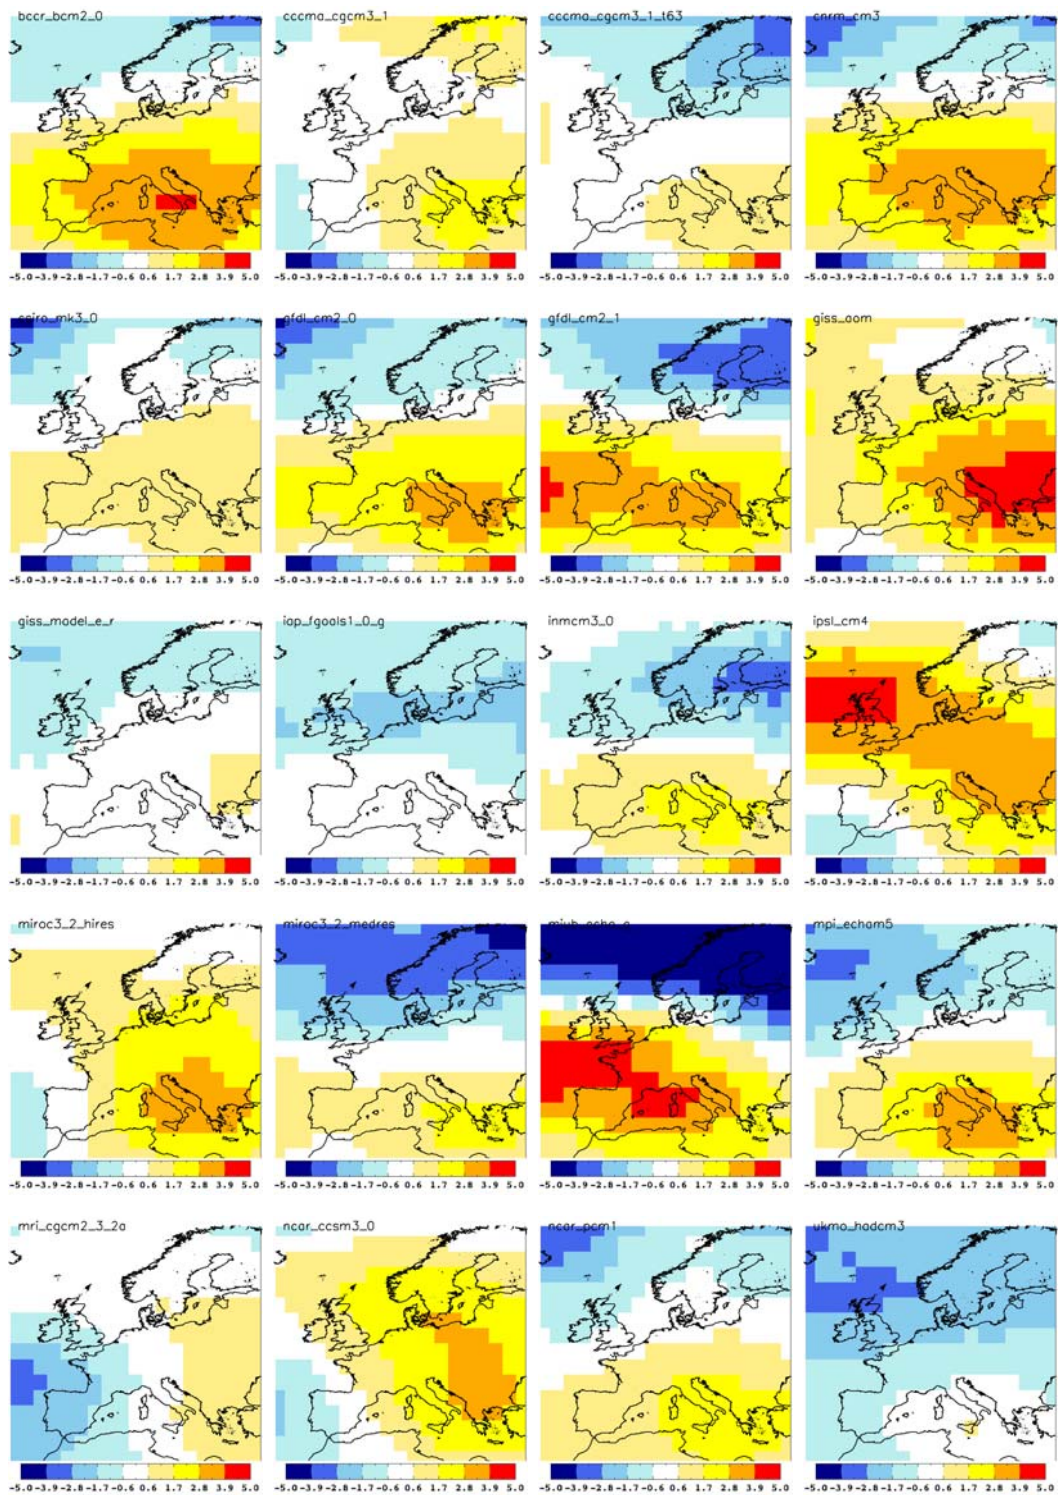 bccr_bcm2_0 cccma_cgcm3_1 cccma_cgcm3_1_t63 cnrm_cm3
-5.0 -3.9 -2.8 -1.7 -0.6 0.6 1.7 2.8 3.9 5.0 -5.0 -3.9 -2.8 -1.7 -0.6 0.6 1.7 2.8 3.9 5.0 -5.0 -3.9 -2.8 -1.7 -0.6 0.6 1.7 2.8 3.9 5.0 -5.0 -3.9 -2.8 -1.7 -0.6 0.6 1.7 2.8 3.9 5.0
csiro_mk3_0 gfdl_cm2_0 gfdl_cm2_1 giss_aom
-5.0 -3.9 -2.8 -1.7 -0.6 0.6 1.7 2.8 3.9 5.0 -5.0 -3.9 -2.8 -1.7 -0.6 0.6 1.7 2.8 3.9 5.0 -5.0 -3.9 -2.8 -1.7 -0.6 0.6 1.7 2.8 3.9 5.0 -5.0 -3.9 -2.8 -1.7 -0.6 0.6 1.7 2.8 3.9 5.0
giss_model_e_r iap_fgoals1_0_g inmcm3_0 ipsl_cm4
-5.0 -3.9 -2.8 -1.7 -0.6 0.6 1.7 2.8 3.9 5.0 -5.0 -3.9 -2.8 -1.7 -0.6 0.6 1.7 2.8 3.9 5.0 -5.0 -3.9 -2.8 -1.7 -0.6 0.6 1.7 2.8 3.9 5.0 -5.0 -3.9 -2.8 -1.7 -0.6 0.6 1.7 2.8 3.9 5.0
miroc3_2_hires miroc3_2_medres miub_echo_g mpi_echam5
-5.0 -3.9 -2.8 -1.7 -0.6 0.6 1.7 2.8 3.9 5.0 -5.0 -3.9 -2.8 -1.7 -0.6 0.6 1.7 2.8 3.9 5.0 -5.0 -3.9 -2.8 -1.7 -0.6 0.6 1.7 2.8 3.9 5.0 -5.0 -3.9 -2.8 -1.7 -0.6 0.6 1.7 2.8 3.9 5.0
mri_cgcm2_3_2a ncar_ccsm3_0 ncar_pcm1 ukmo_hadcm3
-5.0 -3.9 -2.8 -1.7 -0.6 0.6 1.7 2.8 3.9 5.0 -5.0 -3.9 -2.8 -1.7 -0.6 0.6 1.7 2.8 3.9 5.0 -5.0 -3.9 -2.8 -1.7 -0.6 0.6 1.7 2.8 3.9 5.0 -5.0 -3.9 -2.8 -1.7 -0.6 0.6 1.7 2.8 3.9 5.0